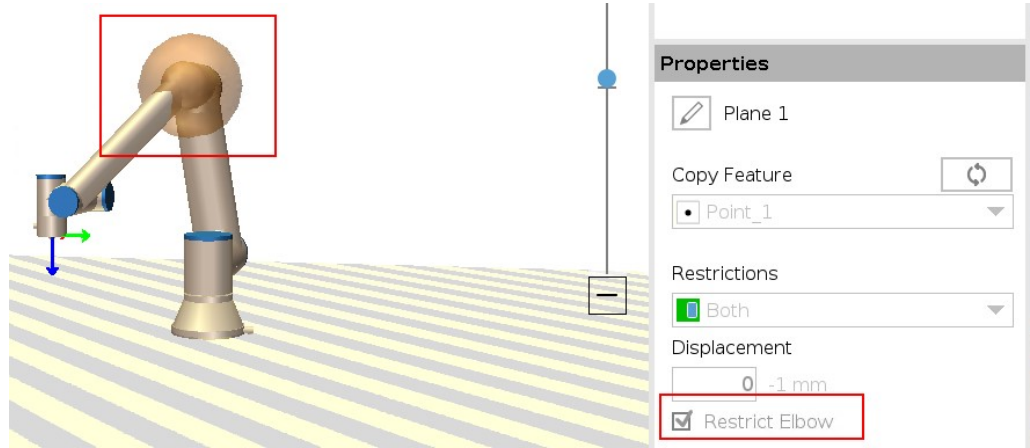 Properties
Plane 1
Copy Feature
Point_1
Restrictions
Both
Displacement
0 -1 mm
Restrict Elbow